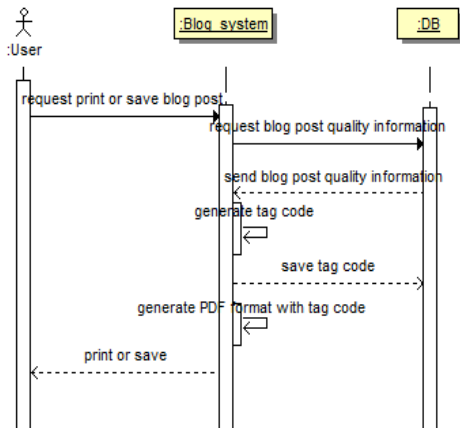 :Blog_system
:DB
:User
request print or save blog post
request blog post quality information
send blog post quality information
generate tag code
save tag code
generate PDF format with tag code
print or save